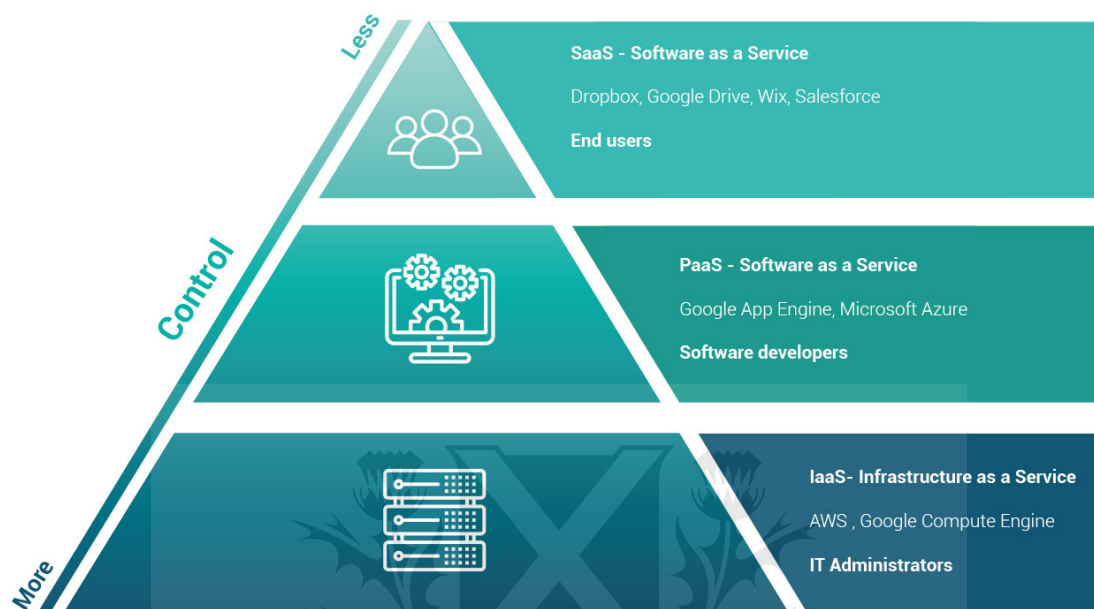 Less
Control
More
SaaS - Software as a Service
Dropbox, Google Drive, Wix, Salesforce
End users
PaaS - Software as a Service
Google App Engine, Microsoft Azure
Software developers
IaaS- Infrastructure as a Service
AWS , Google Compute Engine
IT Administrators